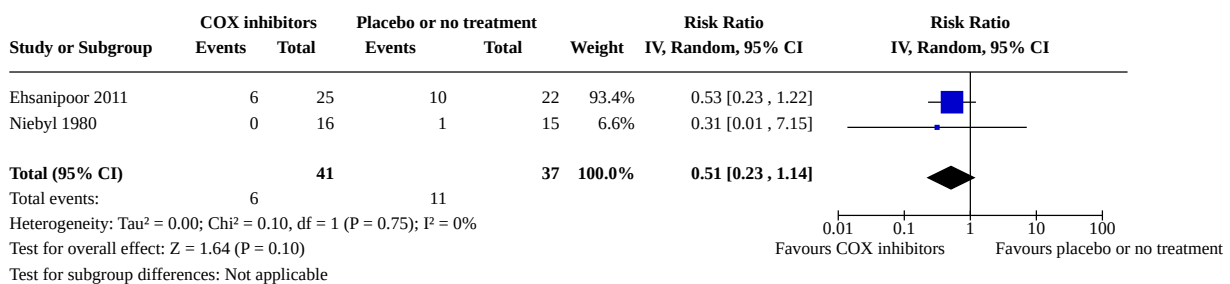 COX inhibitors Placebo or no treatment Risk Ratio Risk Ratio
Study or Subgroup Events Total Events Total Weight IV, Random, 95% CI IV, Random, 95% CI
Ehsanipoor 2011 6 25 10 22 93.4% 0.53 [0.23 , 1.22]
Niebyl 1980 0 16 1 15 6.6% 0.31 [0.01 , 7.15]
Total (95% CI) 41 37 100.0% 0.51 [0.23 , 1.14]
Total events: 6 11
Heterogeneity: Tau² = 0.00; Chi² = 0.10, df = 1 (P = 0.75); I² = 0%
0.01 0.1 1 10 100
Test for overall effect: Z = 1.64 (P = 0.10) Favours COX inhibitors Favours placebo or no treatment
Test for subgroup differences: Not applicable